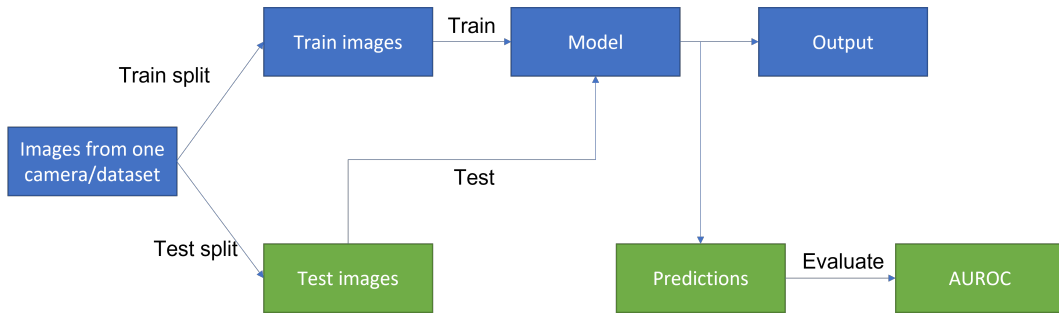 Train images
Train
Model
Output
Train split
Images from one
camera/dataset
Test
Test split
Test images
Predictions
Evaluate
AUROC